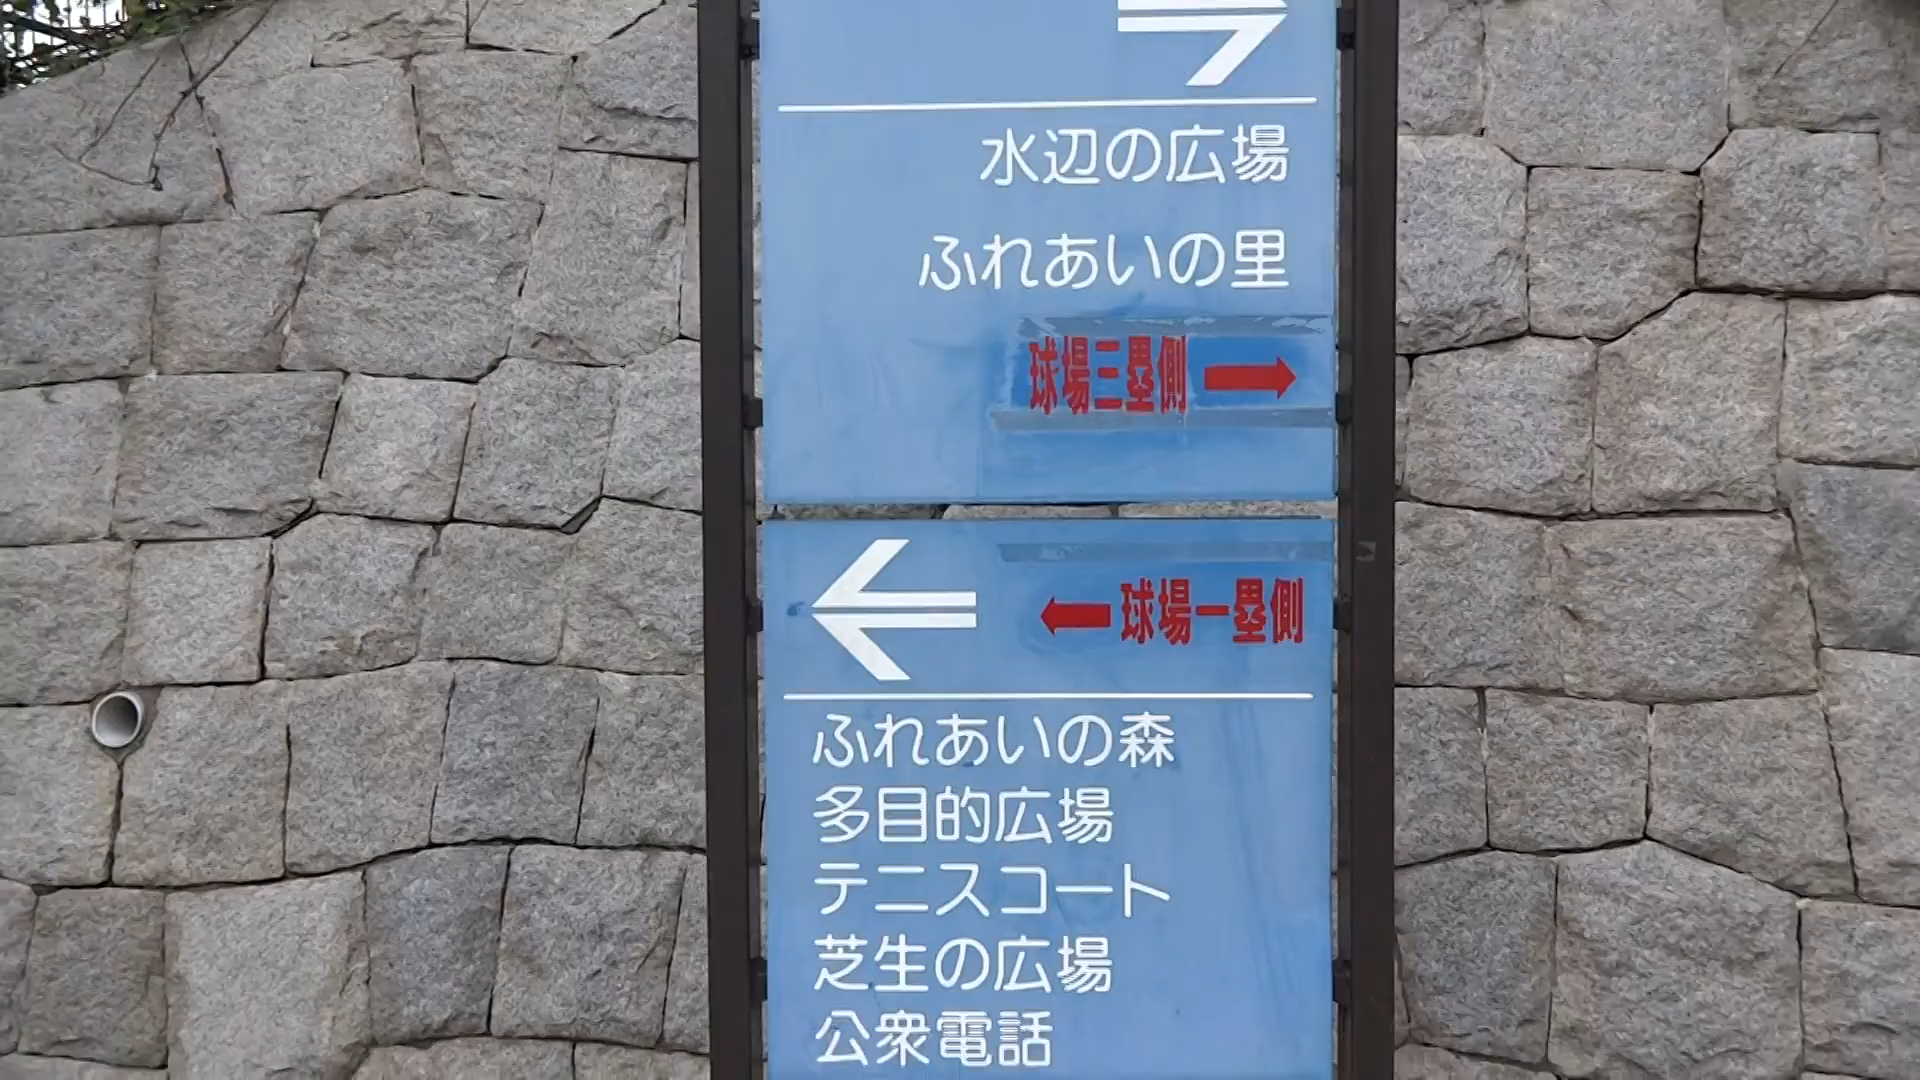 水辺の広場
ふれあいの里
球場三塁側
球場一塁側
ふれあいの森
多目的広場
テニスコート
芝生の広場
公衆電話